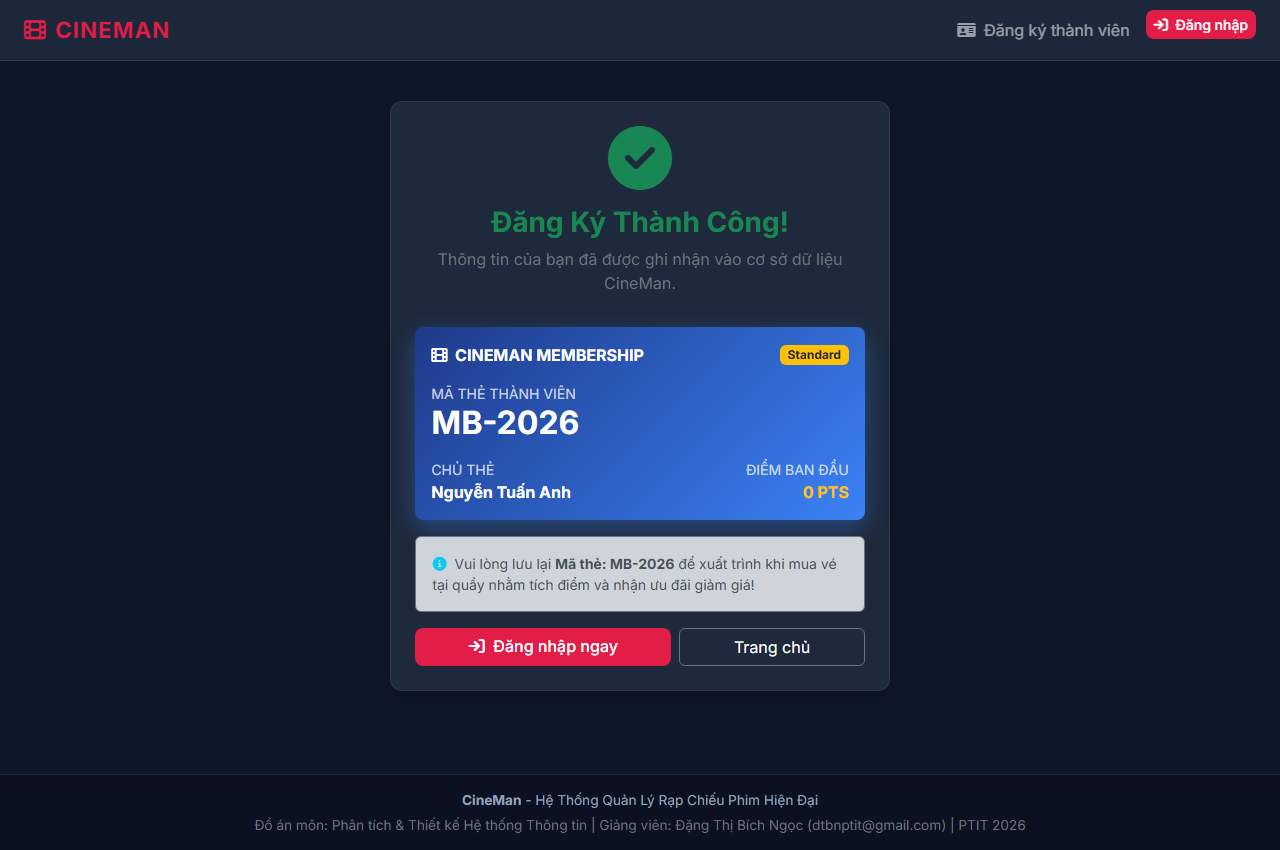 CINEMAN
Đăng ký thành viên
Đăng nhập
Đăng Ký Thành Công!
Thông tin của bạn đã được ghi nhận vào cơ sở dữ liệu
CineMan.
CINEMAN MEMBERSHIP
Standard
MÃ THẺ THÀNH VIÊN
MB-2026
CHỦ THẺ
ĐIỂM BAN ĐẦU
Nguyễn Tuấn Anh
0 PTS
Vui lòng lưu lại Mã thẻ: MB-2026 để xuất trình khi mua vé
tại quầy nhằm tích điểm và nhận ưu đãi giảm giá!
Đăng nhập ngay
Trang chủ
CineMan - Hệ Thống Quản Lý Rạp Chiếu Phim Hiện Đại
Đồ án môn: Phân tích & Thiết kế Hệ thống Thông tin | Giảng viên: Đặng Thị Bích Ngọc (dtbnptit@gmail.com) | PTIT 2026